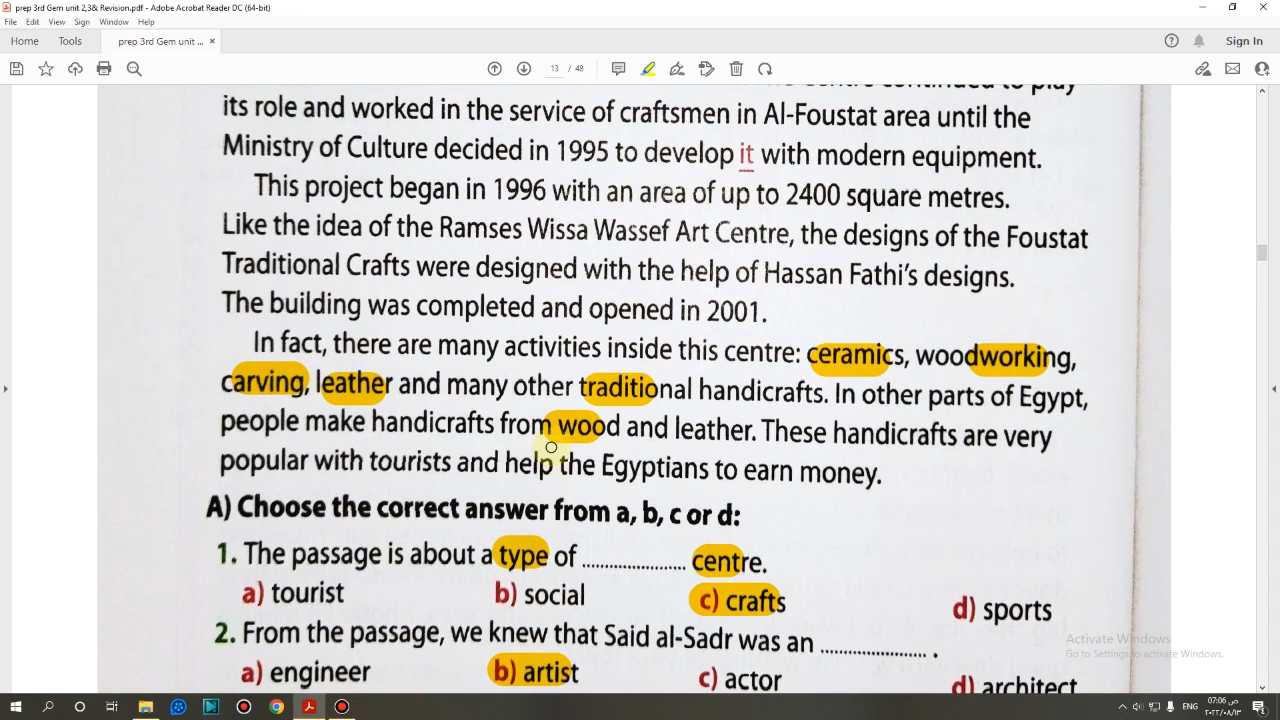 prep 3rd Gem unit 2,3& Revision.pdf - Adobe Acrobat Reader DC (64-bit)
File Edit View Sign Window Help
Home Tools prep 3rd Gem unit ... × Sign In
13 / 48
its role and worked in the service of craftsmen in Al-Foustat area until the
Ministry of Culture decided in 1995 to develop it with modern equipment.
This project began in 1996 with an area of up to 2400 square metres.
Like the idea of the Ramses Wissa Wassef Art Centre, the designs of the Foustat
Traditional Crafts were designed with the help of Hassan Fathi's designs.
The building was completed and opened in 2001.
In fact, there are many activities inside this centre: ceramics, woodworking,
carving, leather and many other traditional handicrafts. In other parts of Egypt,
people make handicrafts from wood and leather. These handicrafts are very
popular with tourists and help the Egyptians to earn money.
A) Choose the correct answer from a, b, c or d:
1. The passage is about a type of .................... centre.
a) tourist b) social c) crafts d) sports
2. From the passage, we knew that Said al-Sadr was an .................... .
a) engineer b) artist c) actor d) architect
Activate Windows
Go to Settings to activate Windows.
ENG 07:06 ص
٢٠٢٢/٠٨/١٣